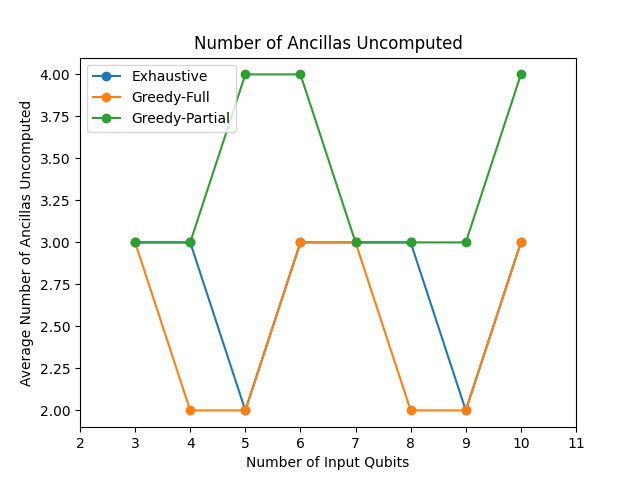 Number of Ancillas Uncomputed
Exhaustive
Greedy-Full
Greedy-Partial
Average Number of Ancillas Uncomputed
4.00
3.75
3.50
3.25
3.00
2.75
2.50
2.25
2.00
2 3 4 5 6 7 8 9 10 11
Number of Input Qubits